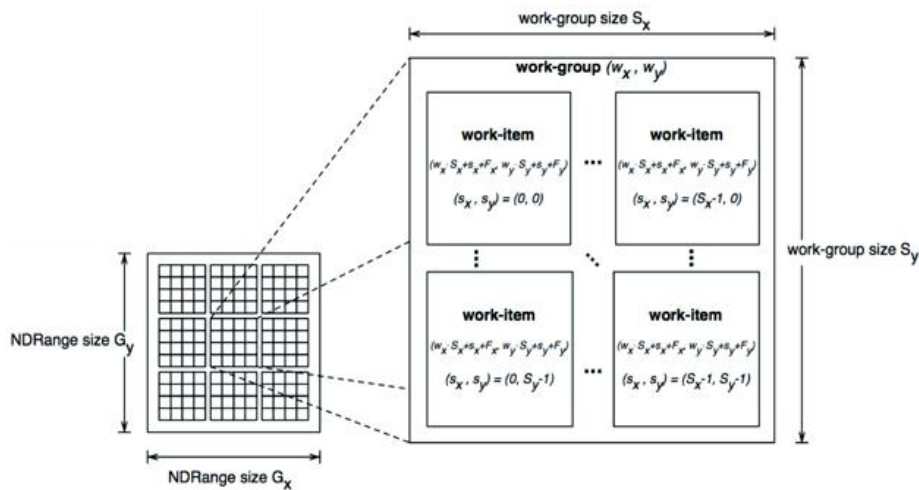 work-group size Sx
work-group (wx , wy)
work-item
work-item
(wx· Sx+sx+Fx, wy· Sy+sy+Fy)
...
(wx· Sx+sx+Fx, wy· Sy+sy+Fy)
(sx , sy) = (0, 0)
(sx , sy) = (Sx-1, 0)
work-group size Sy
work-item
work-item
NDRange size Gy
(wx· Sx+sx+Fx, wy· Sy+sy+Fy)
(wx· Sx+sx+Fx, wy· Sy+sy+Fy)
(sx , sy) = (0, Sy-1)
...
(sx , sy) = (Sx-1, Sy-1)
NDRange size Gx